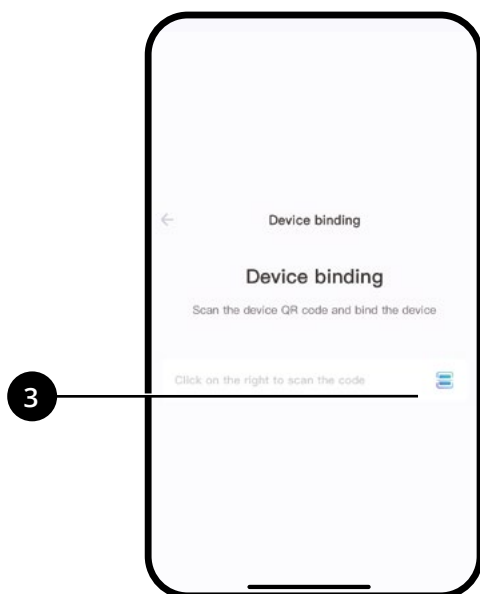 Device binding
Device binding
Scan the device QR code and bind the device
Click on the right to scan the code
3